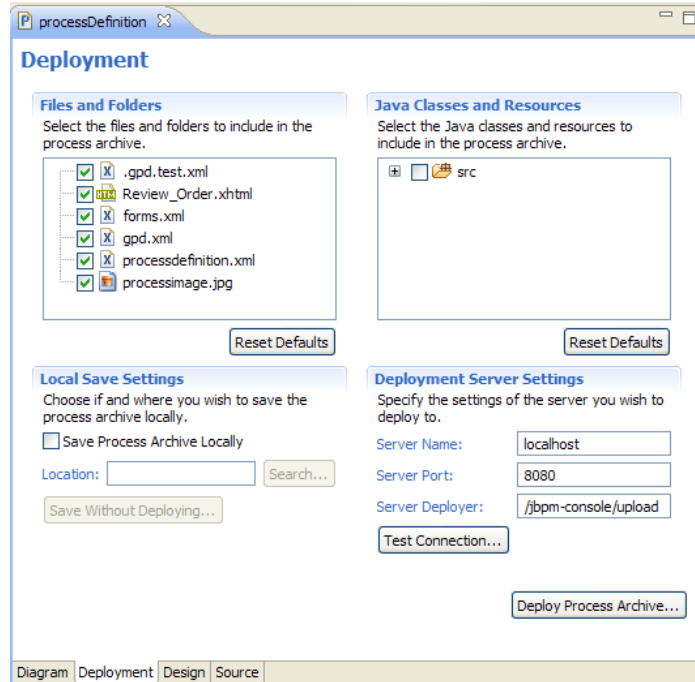 processDefinition
Deployment
Files and Folders
Select the files and folders to include in the
process archive.
.gpd.test.xml
Review_Order.xhtml
forms.xml
gpd.xml
processdefinition.xml
processimage.jpg
Reset Defaults
Java Classes and Resources
Select the Java classes and resources to
include in the process archive.
src
Reset Defaults
Local Save Settings
Choose if and where you wish to save the
process archive locally.
Save Process Archive Locally
Location:
Search...
Save Without Deploying...
Deployment Server Settings
Specify the settings of the server you wish to
deploy to.
Server Name: localhost
Server Port: 8080
Server Deployer: /jbpm-console/upload
Test Connection...
Deploy Process Archive...
Diagram Deployment Design Source